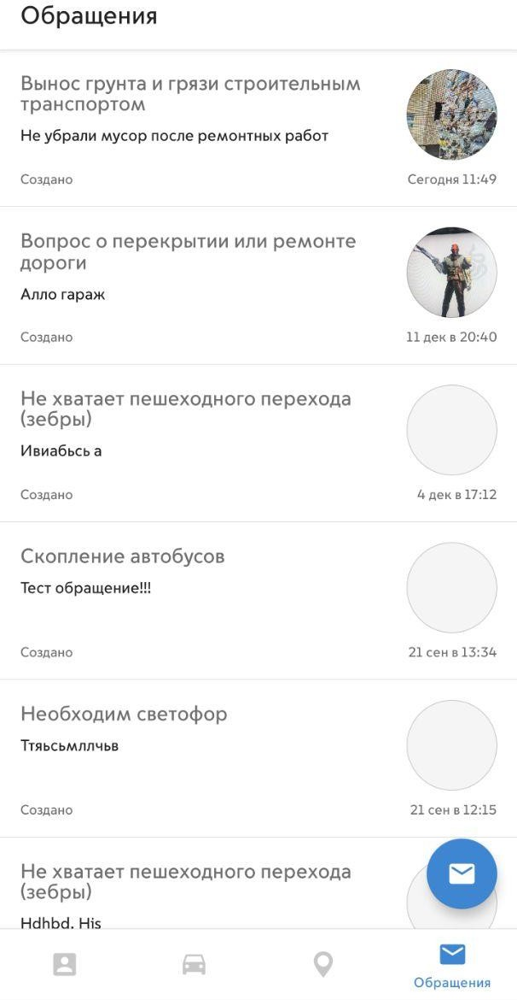 Обращения
Вынос грунта и грязи строительным
транспортом
Не убрали мусор после ремонтных работ
Создано
Сегодня 11:49
Вопрос о перекрытии или ремонте
дороги
Алло гараж
Создано
11 дек в 20:40
Не хватает пешеходного перехода
(зебры)
Ивиабьсь а
Создано
4 дек в 17:12
Скопление автобусов
Тест обращение!!!
Создано
21 сен в 13:34
Необходим светофор
Ттяьсьмллчьв
Создано
21 сен в 12:15
Не хватает пешеходного перехода
(зебры)
Hdhbd. His
Обращения